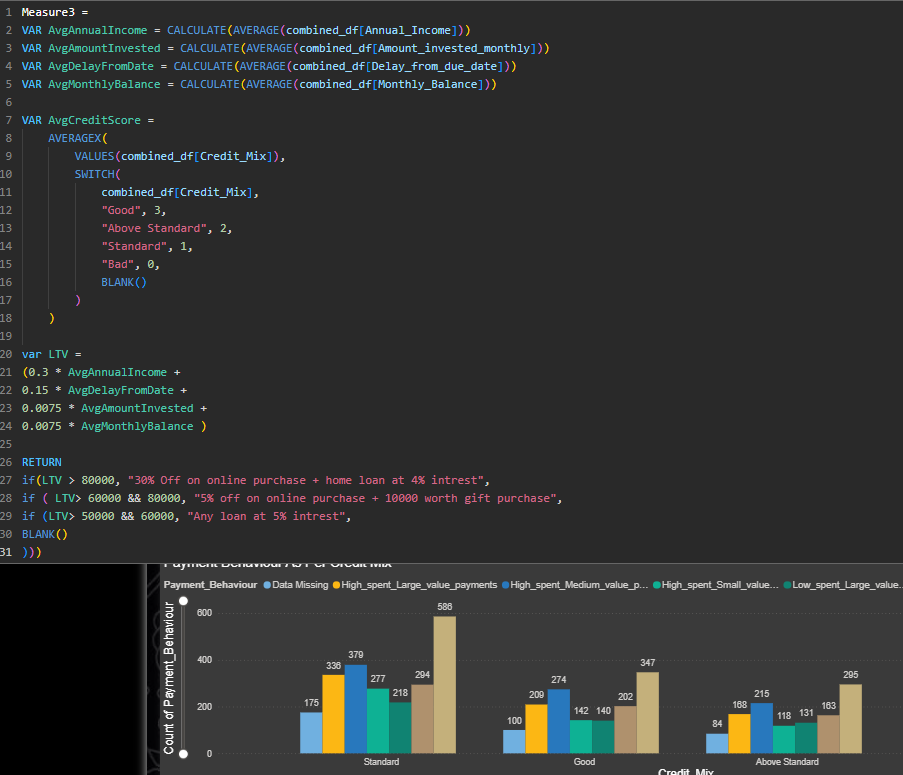 1 Measure3 =
2 VAR AvgAnnualIncome = CALCULATE(AVERAGE(combined_df[Annual_Income]))
3 VAR AvgAmountInvested = CALCULATE(AVERAGE(combined_df[Amount_invested_monthly]))
4 VAR AvgDelayFromDate = CALCULATE(AVERAGE(combined_df[Delay_from_due_date]))
5 VAR AvgMonthlyBalance = CALCULATE(AVERAGE(combined_df[Monthly_Balance]))
6
7 VAR AvgCreditScore =
8 AVERAGEX(
9 VALUES(combined_df[Credit_Mix]),
10 SWITCH(
11 combined_df[Credit_Mix],
12 "Good", 3,
13 "Above Standard", 2,
14 "Standard", 1,
15 "Bad", 0,
16 BLANK()
17 )
18 )
19
20 var LTV =
21 (0.3 * AvgAnnualIncome +
22 0.15 * AvgDelayFromDate +
23 0.0075 * AvgAmountInvested +
24 0.0075 * AvgMonthlyBalance )
25
26 RETURN
27 if(LTV > 80000, "30% Off on online purchase + home loan at 4% intrest",
28 if ( LTV> 60000 && 80000, "5% off on online purchase + 10000 worth gift purchase",
29 if (LTV> 50000 && 60000, "Any loan at 5% intrest",
30 BLANK()
31 )))
Payment Behaviour As Per Credit Mix
Payment_Behaviour Data Missing High_spent_Large_value_payments High_spent_Medium_value_p... High_spent_Small_value... Low_spent_Large_value...
Count of Payment_Behaviour
600
400
200
0
175 336 379 277 218 294 586
100 209 274 142 140 202 347
84 168 215 118 131 163 295
Standard Good Above Standard
Credit_Mix